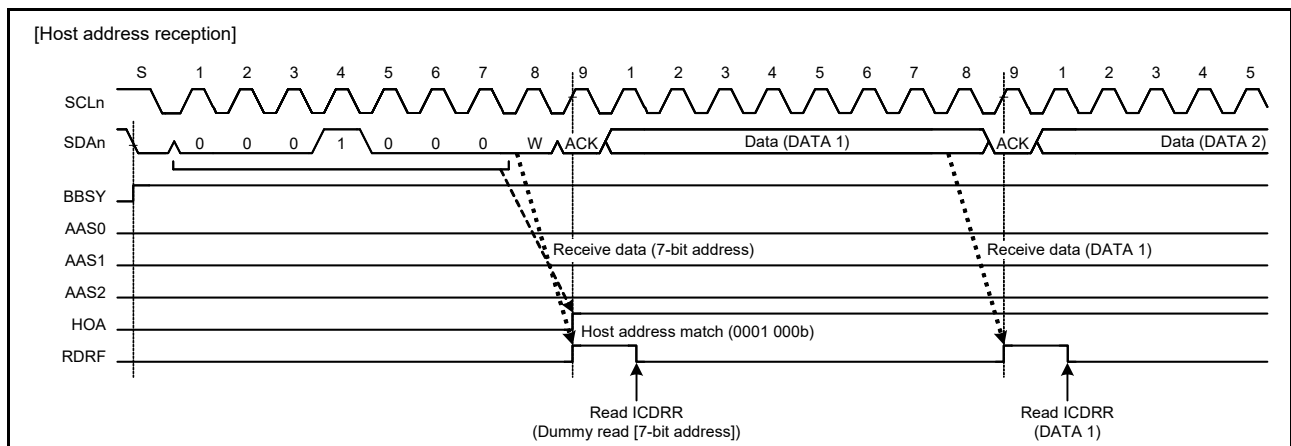 [Host address reception]
S 1 2 3 4 5 6 7 8 9 1 2 3 4 5 6 7 8 9 1 2 3 4 5
SCLn
SDAn 0 0 0 1 0 0 0 W ACK Data (DATA 1) ACK Data (DATA 2)
BBSY
AAS0
Receive data (7-bit address) Receive data (DATA 1)
AAS1
AAS2
HOA
Host address match (0001 000b)
RDRF
Read ICDRR Read ICDRR
(Dummy read [7-bit address]) (DATA 1)